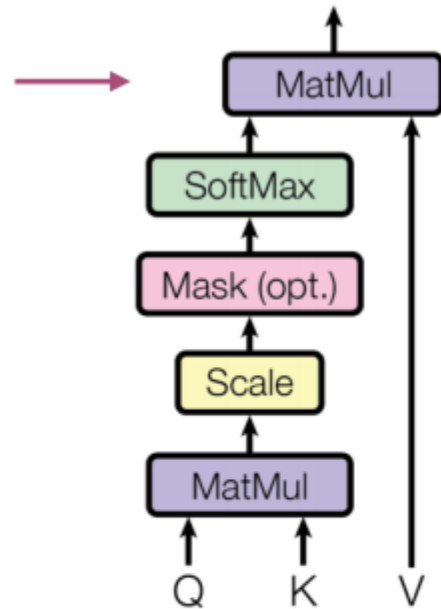 MatMul
SoftMax
Mask (opt.)
Scale
MatMul
Q K V